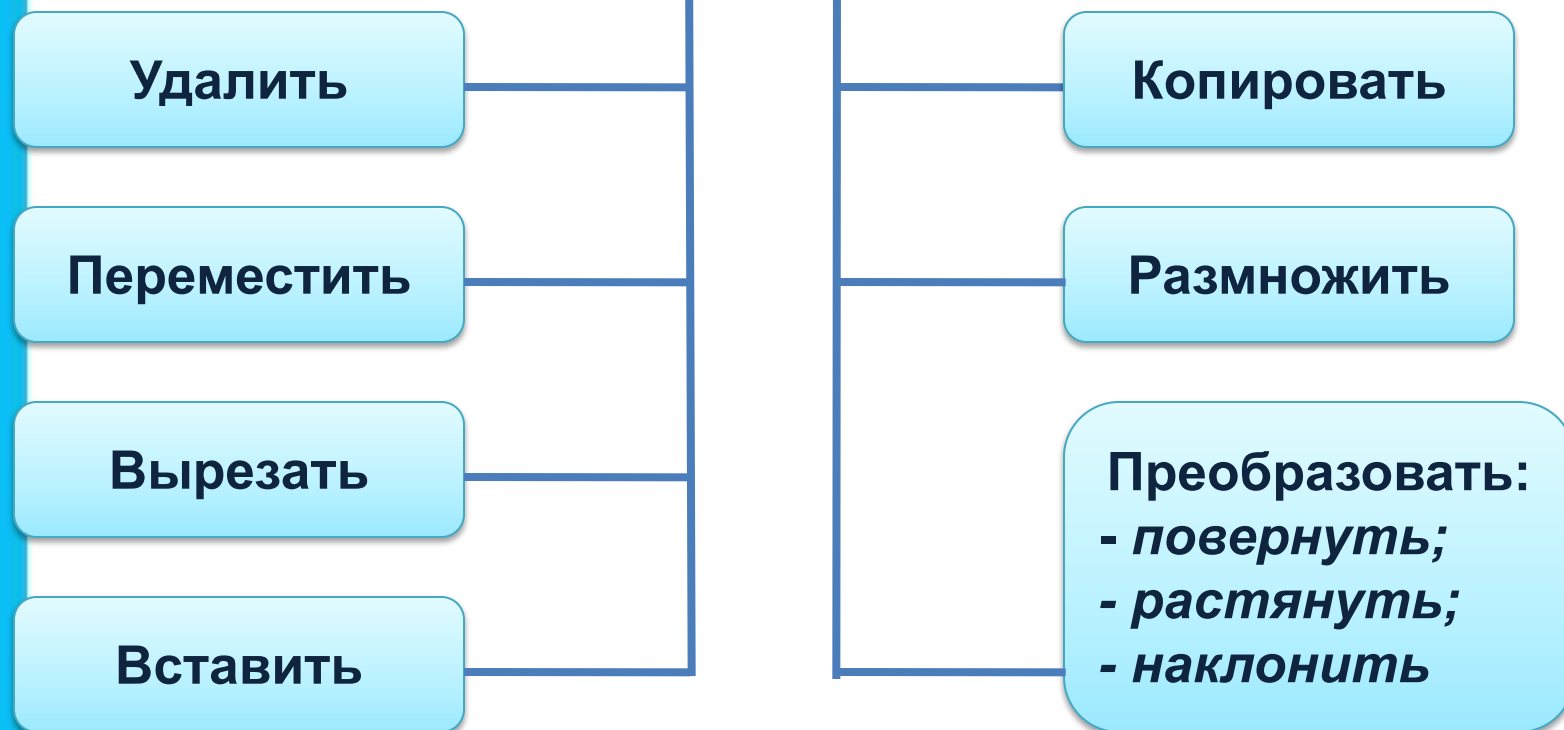 Удалить
Переместить
Вырезать
Вставить
Копировать
Размножить
Преобразовать:
- повернуть;
- растянуть;
- наклонить